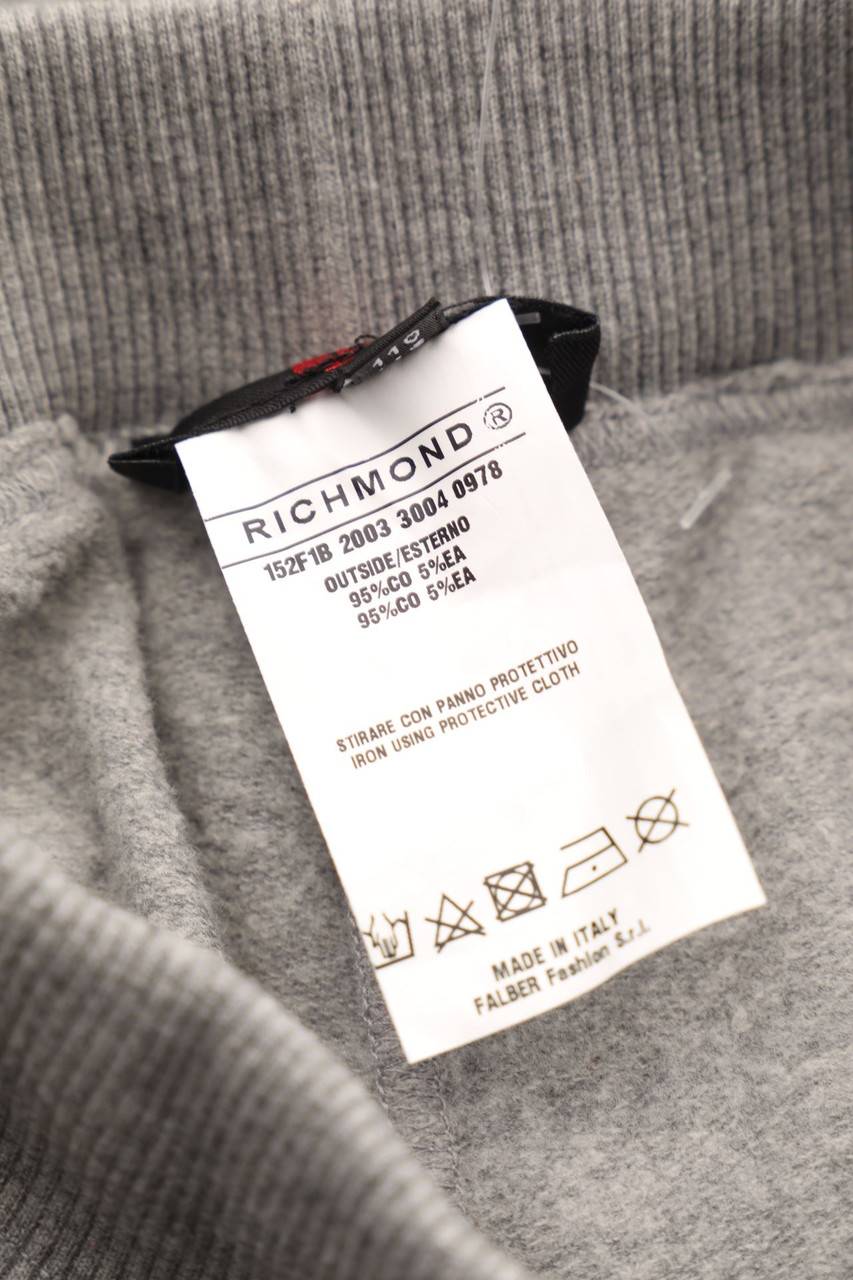 110
RICHMOND ®
152F1B 2003 3004 0978
OUTSIDE/ESTERNO
95%CO 5%EA
95%CO 5%EA
STIRARE CON PANNO PROTETTIVO
IRON USING PROTECTIVE CLOTH
MADE IN ITALY
FALBER Fashion S.r.l.